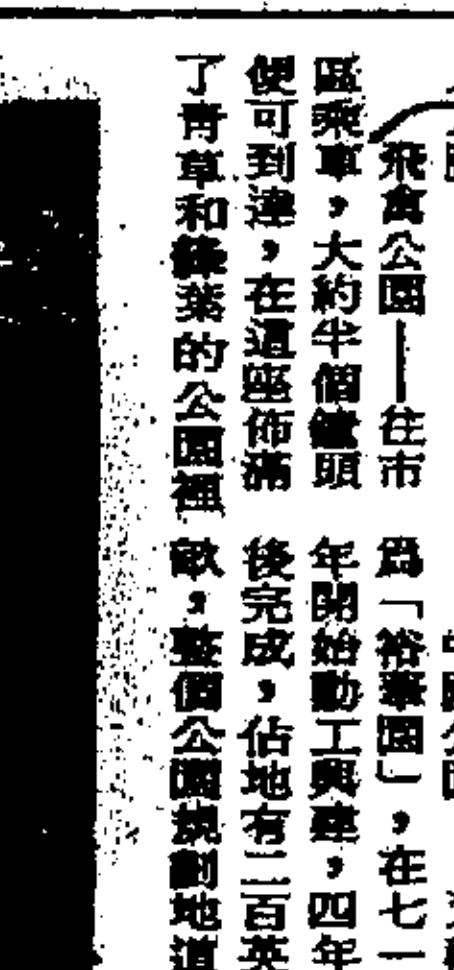 飛禽公園——往市
區乘車，大約半個鐘頭
便可到達，在這座佈滿
了青草和綠葉的公園裡
爲「裕華園」，在七一
年開始動工興建，四年
後完成，佔地有二百英
畝，整個公園規劃地道